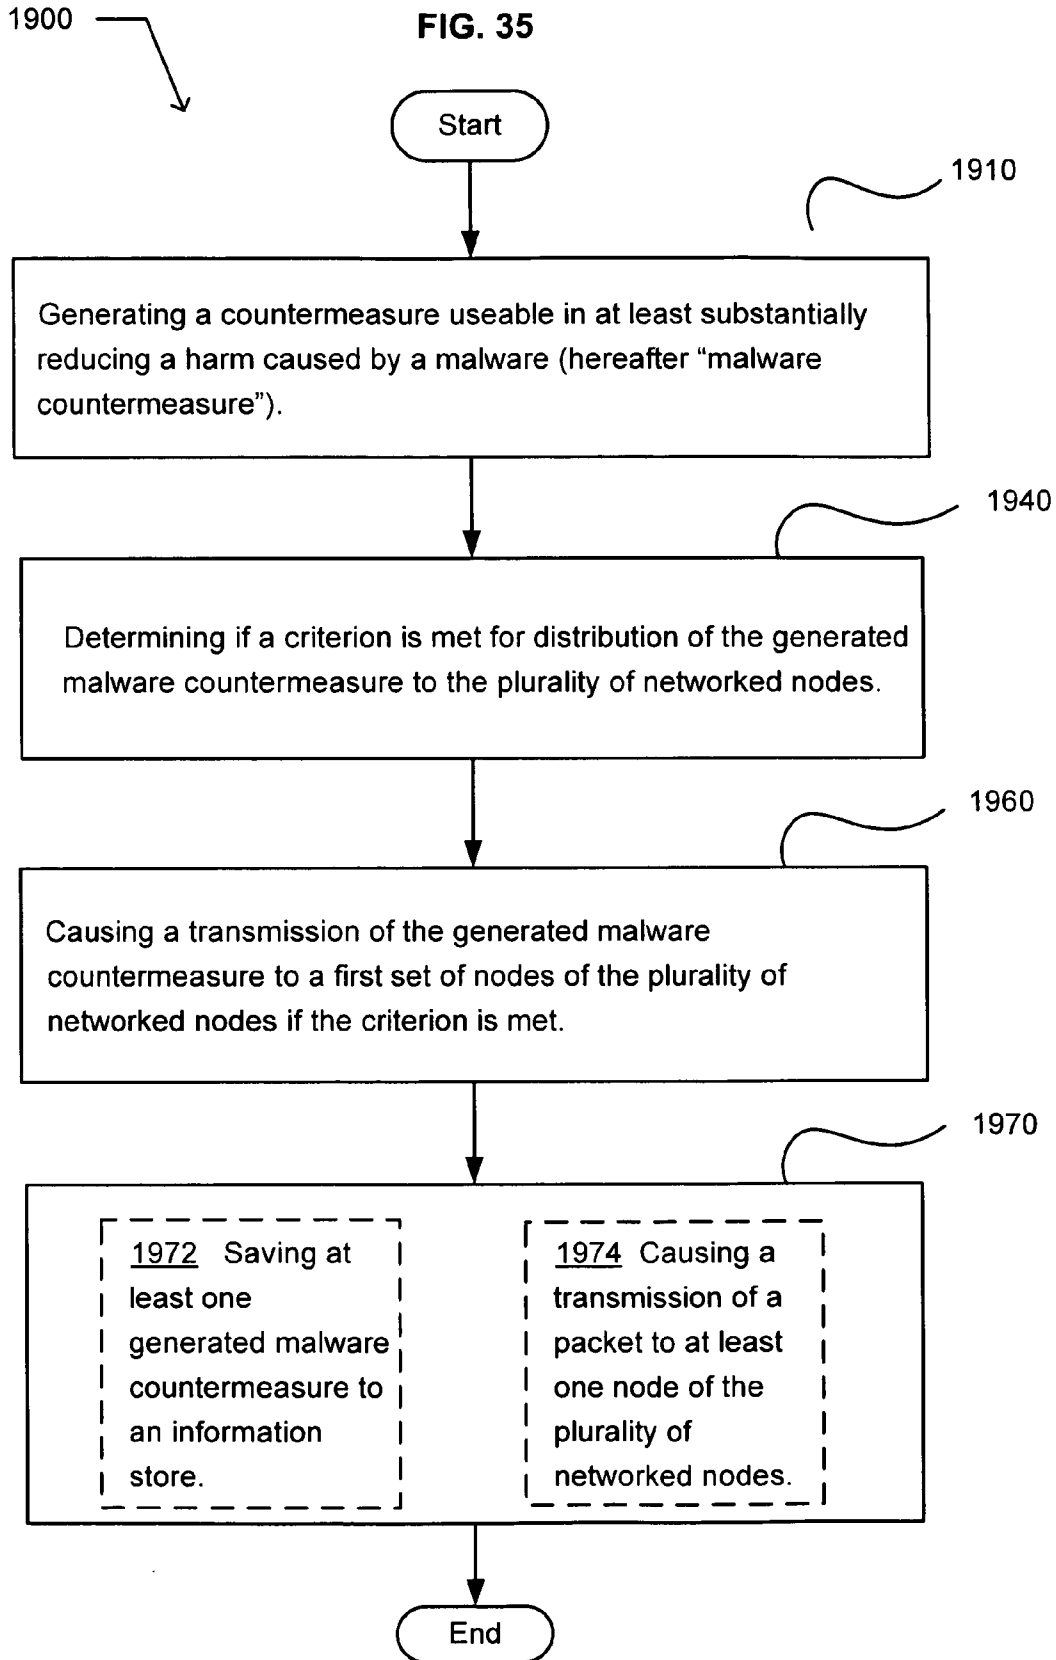 1900
FIG. 35
Start
1910
Generating a countermeasure useable in at least substantially
reducing a harm caused by a malware (hereafter “malware
countermeasure”).
1940
Determining if a criterion is met for distribution of the generated
malware countermeasure to the plurality of networked nodes.
1960
Causing a transmission of the generated malware
countermeasure to a first set of nodes of the plurality of
networked nodes if the criterion is met.
1970
1972 Saving at
least one
generated malware
countermeasure to
an information
store.
1974 Causing a
transmission of a
packet to at least
one node of the
plurality of
networked nodes.
End